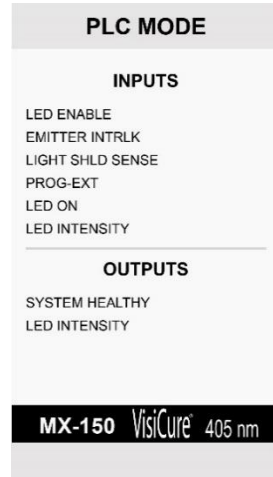 PLC MODE
INPUTS
LED ENABLE
EMITTER INTRLK
LIGHT SHLD SENSE
PROG-EXT
LED ON
LED INTENSITY
OUTPUTS
SYSTEM HEALTHY
LED INTENSITY
MX-150 VisiCure® 405 nm